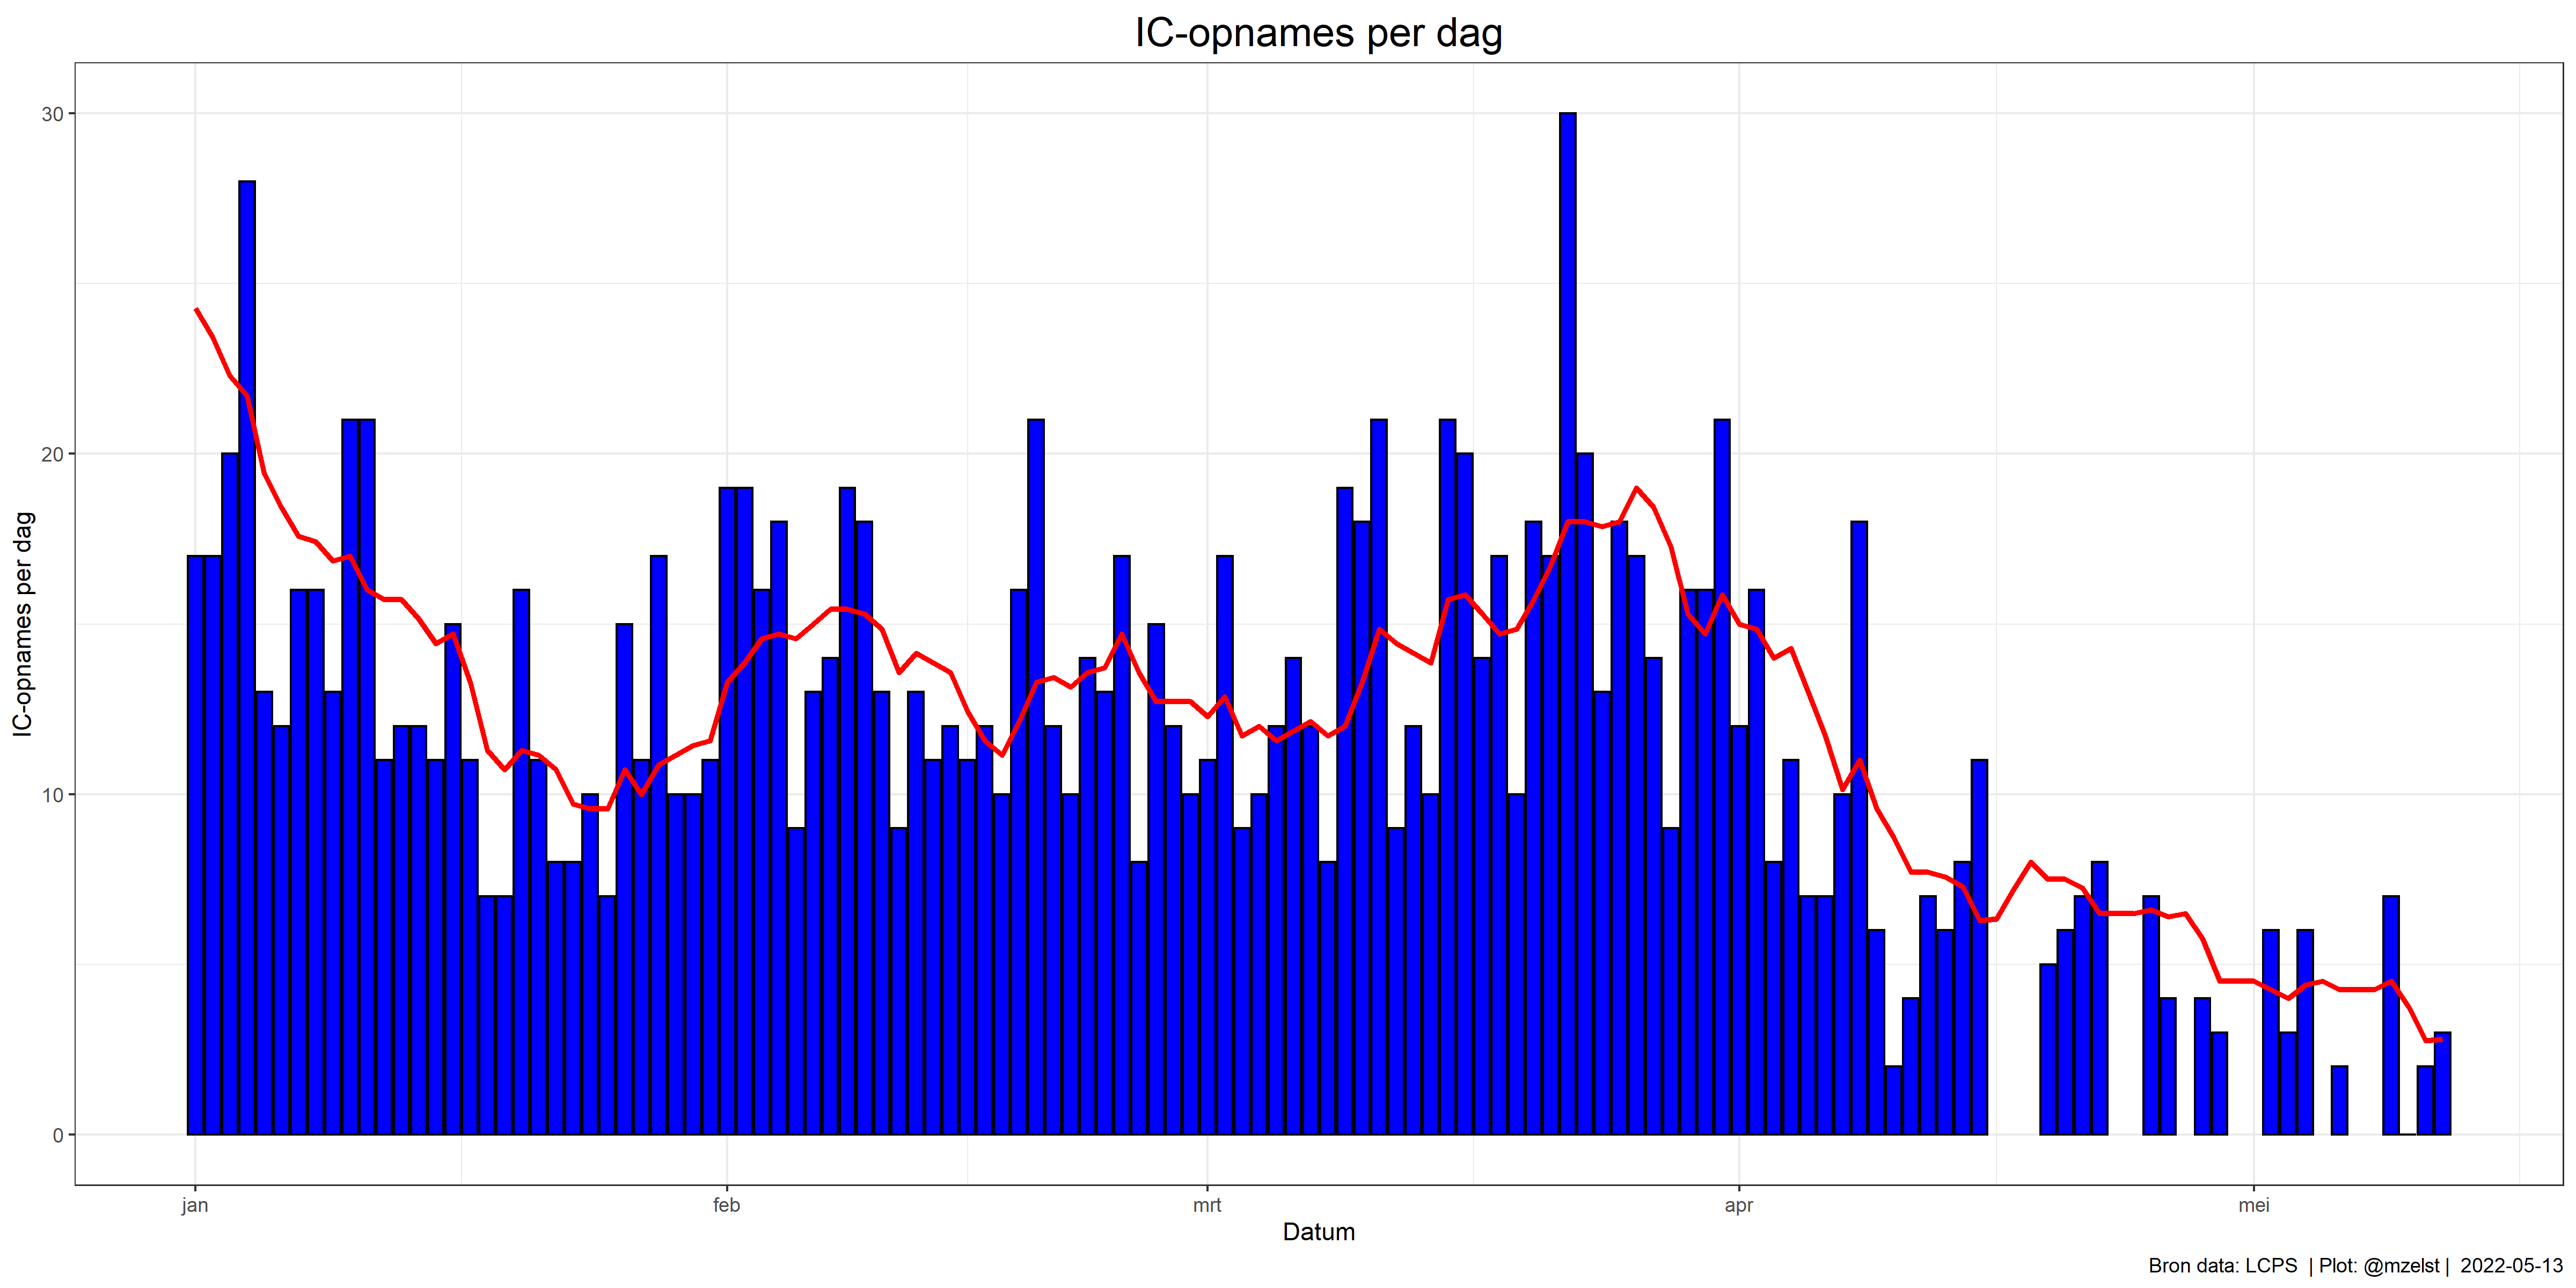 IC-opnames per dag
IC-opnames per dag
30
20
10
0
jan feb mrt apr mei
Datum
Bron data: LCPS | Plot: @mzelst | 2022-05-13